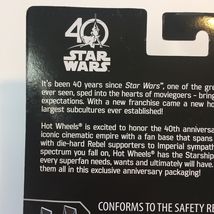 40
STAR
WARS
It's been 40 years since Star Wars™, one of the gre
ever seen, sped into the hearts of moviegoers - bring
expectations. With a new franchise came a new ho
largest subcultures ever established!
Hot Wheels® is excited to honor the 40th anniversa
iconic cinematic empire with a fan base that spans
with die-hard Rebel supporters to Imperial sympath
spectrum you fall on, Hot Wheels® has the Starship
every superfan needs, wants and ultimately will have.
them all in this exclusive anniversary packaging!
CONFORMS TO THE SAFETY RE